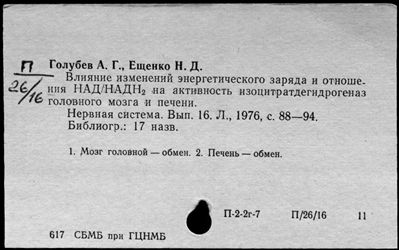 П
26/16
Голубев А. Г., Ещенко Н. Д.
Влияние изменений энергетического заряда и отноше-
ния НАД/НАДН₂ на активность изоцитратдегидрогеназ
головного мозга и печени.
Нервная система. Вып. 16. Л., 1976, с. 88—94.
Библиогр.: 17 назв.
1. Мозг головной — обмен. 2. Печень — обмен.
П-2-2г-7 П/26/16 11
617 СБМБ при ГЦНМБ